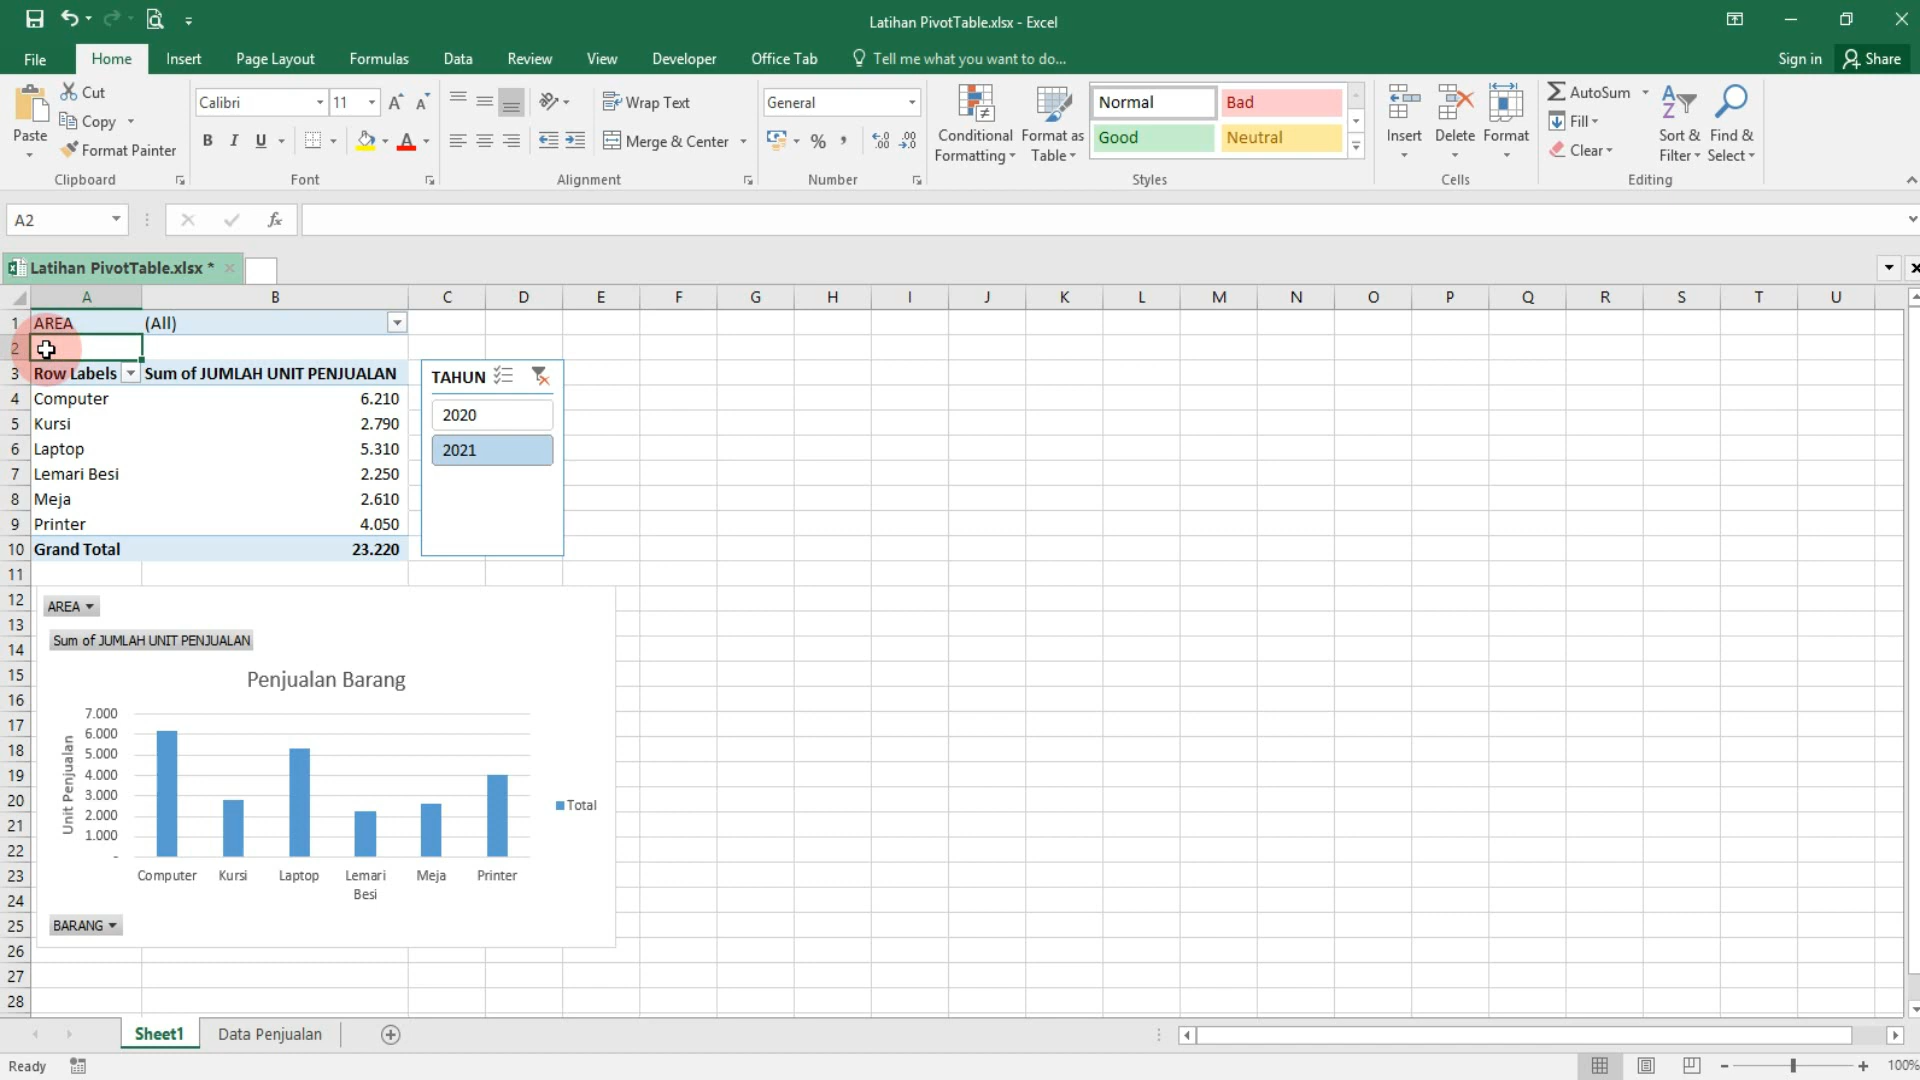 Latihan PivotTable.xlsx - Excel
File Home Insert Page Layout Formulas Data Review View Developer Office Tab Tell me what you want to do... Sign in Share
Paste Cut Copy Format Painter Clipboard
Calibri 11 B I U A Font
Wrap Text Merge & Center Alignment
General % Number
Conditional Formatting Format as Table Normal Bad Good Neutral Styles
Insert Delete Format Cells
AutoSum Fill Clear Sort & Filter Find & Select Editing
A2 fx
Latihan PivotTable.xlsx *
A B C D E F G H I J K L M N O P Q R S T U
1 AREA (All)
2
3 Row Labels Sum of JUMLAH UNIT PENJUALAN
4 Computer 6.210
5 Kursi 2.790
6 Laptop 5.310
7 Lemari Besi 2.250
8 Meja 2.610
9 Printer 4.050
10 Grand Total 23.220
TAHUN
2020
2021
11
12
13
14
15
16
17
18
19
20
21
22
23
24
25
26
27
28
AREA
Sum of JUMLAH UNIT PENJUALAN
Penjualan Barang
Unit Penjualan
7.000
6.000
5.000
4.000
3.000
2.000
1.000
-
Total
Computer Kursi Laptop Lemari Besi Meja Printer
BARANG
Sheet1 Data Penjualan
Ready 100%